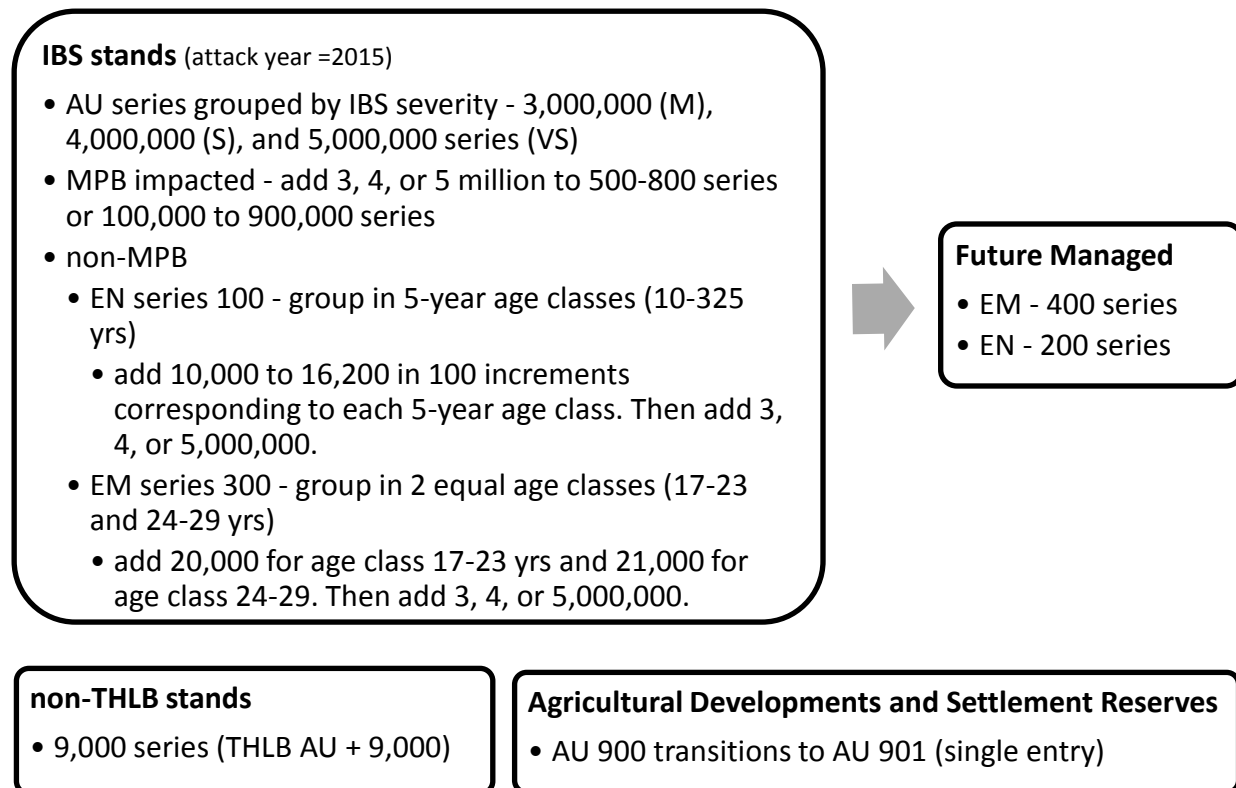 IBS stands (attack year =2015)
• AU series grouped by IBS severity - 3,000,000 (M),
4,000,000 (S), and 5,000,000 series (VS)
• MPB impacted - add 3, 4, or 5 million to 500-800 series
or 100,000 to 900,000 series
• non-MPB
• EN series 100 - group in 5-year age classes (10-325
yrs)
• add 10,000 to 16,200 in 100 increments
corresponding to each 5-year age class. Then add 3,
4, or 5,000,000.
• EM series 300 - group in 2 equal age classes (17-23
and 24-29 yrs)
• add 20,000 for age class 17-23 yrs and 21,000 for
age class 24-29. Then add 3, 4, or 5,000,000.
Future Managed
• EM - 400 series
• EN - 200 series
non-THLB stands
• 9,000 series (THLB AU + 9,000)
Agricultural Developments and Settlement Reserves
• AU 900 transitions to AU 901 (single entry)